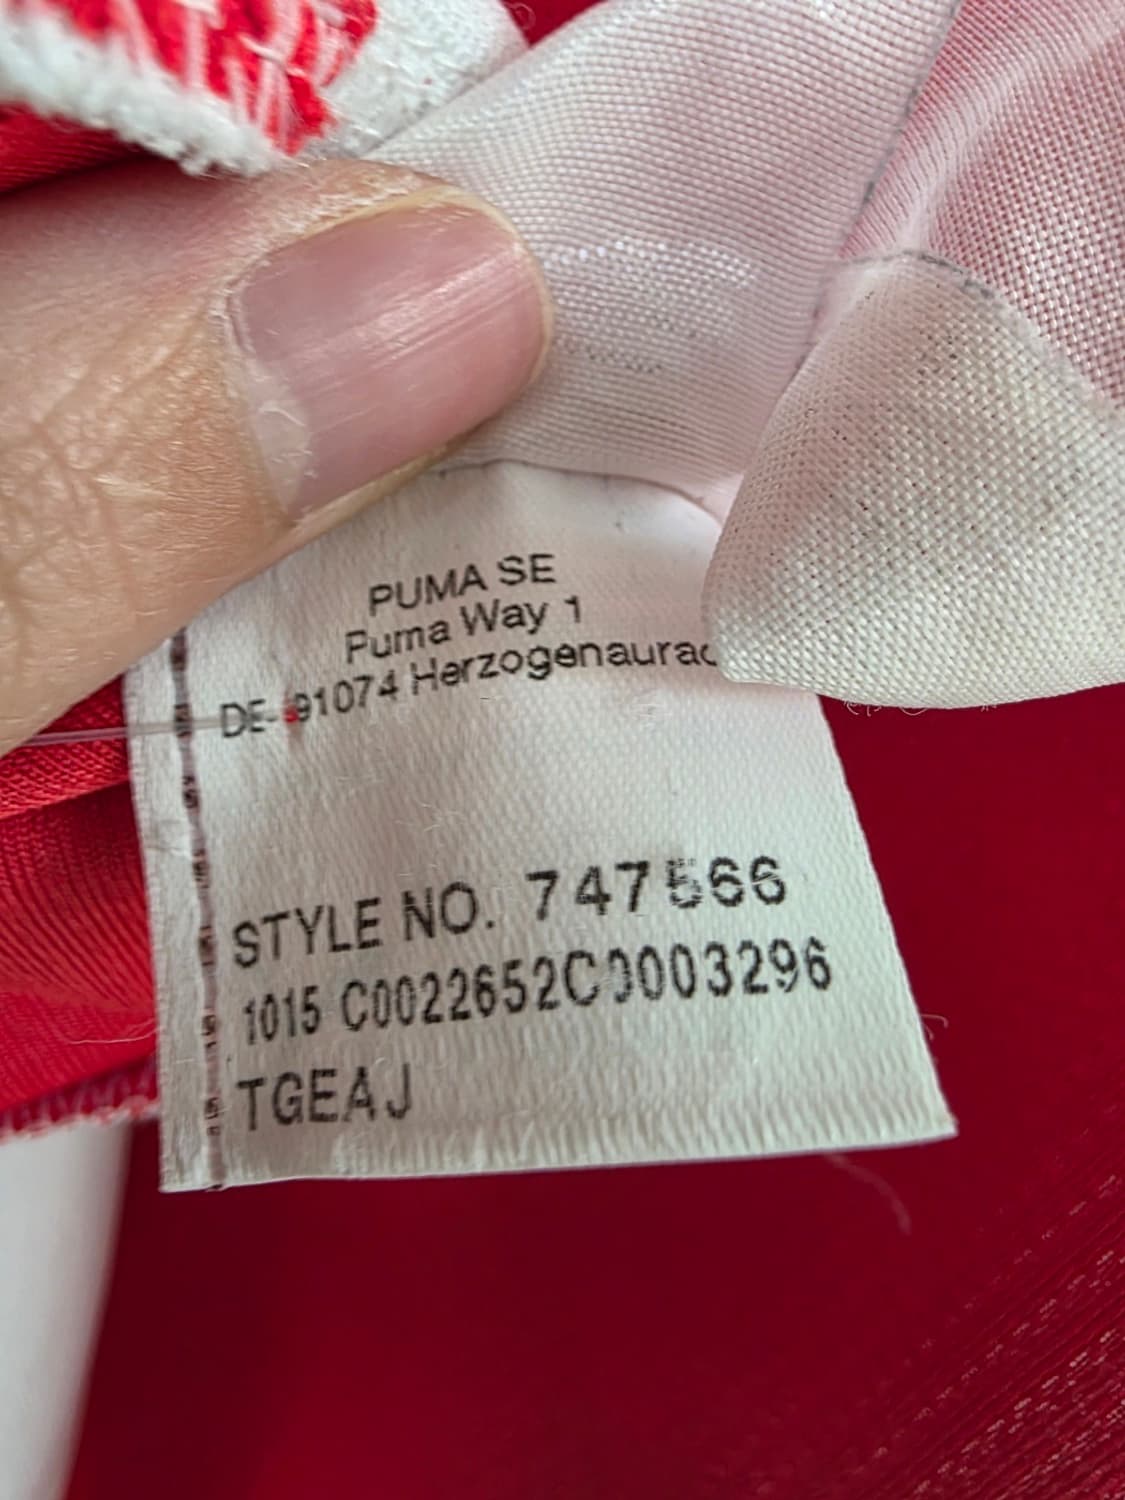 PUMA SE
Puma Way 1
DE-91074 Herzogenaurac
STYLE NO. 747566
1015 C0022652C0003296
TGEAJ